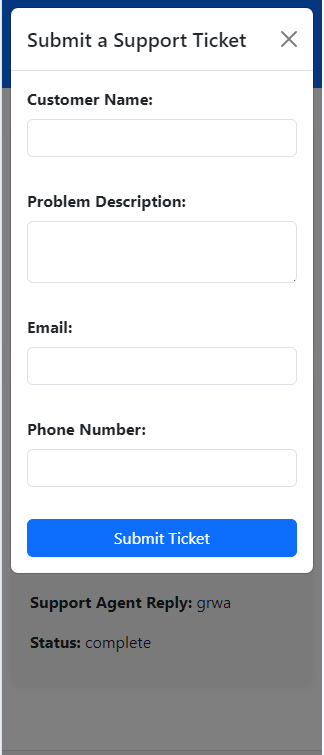 Submit a Support Ticket
Customer Name:
Problem Description:
Email:
Phone Number:
Submit Ticket
Support Agent Reply: grwa
Status: complete